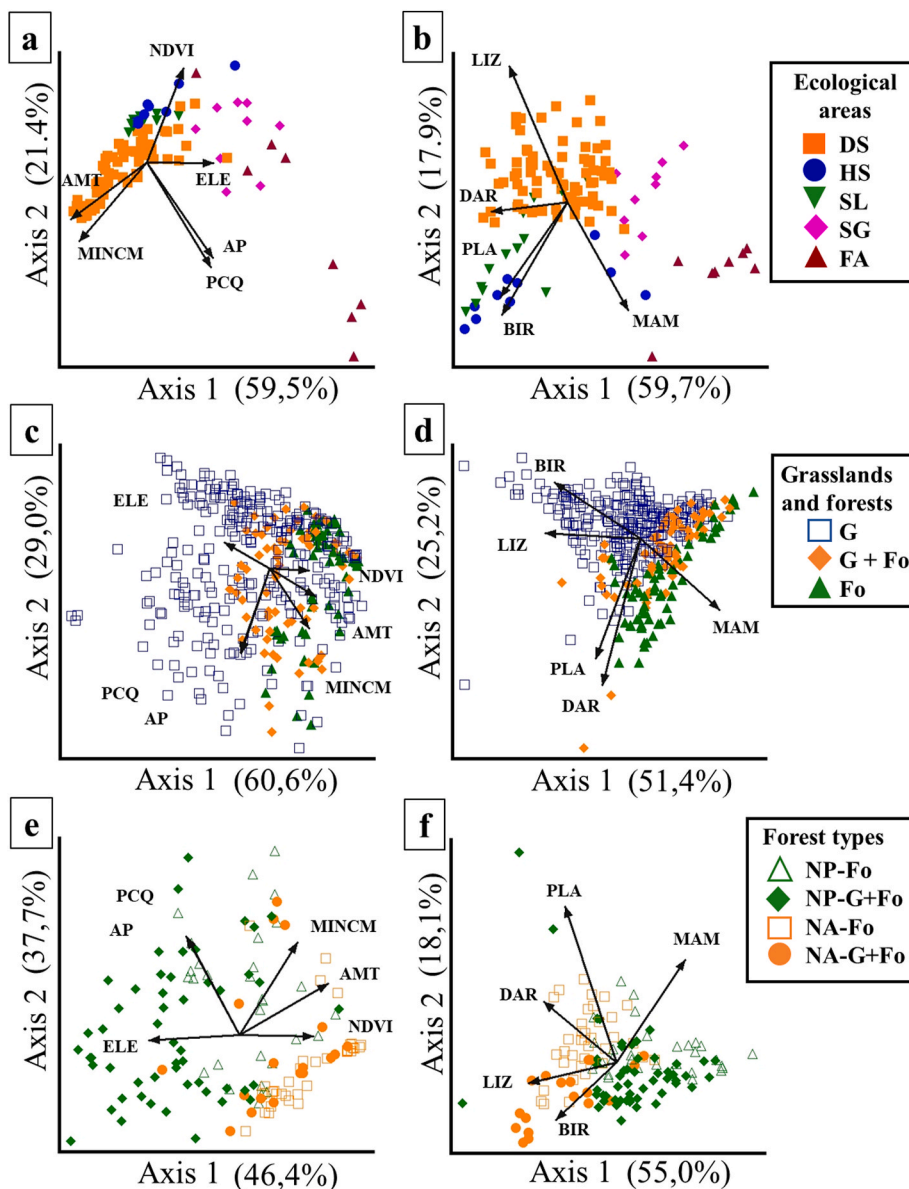 a
NDVI
AMT
ELE
MINCM
AP
PCQ
Axis 2 (21.4%)
Axis 1 (59,5%)
b
LIZ
DAR
PLA
BIR
MAM
Axis 2 (17.9%)
Axis 1 (59,7%)
Ecological
areas
DS
HS
SL
SG
FA
c
ELE
NDVI
AMT
PCQ
MINCM
AP
Axis 2 (29,0%)
Axis 1 (60,6%)
d
BIR
LIZ
MAM
PLA
DAR
Axis 2 (25,2%)
Axis 1 (51,4%)
Grasslands
and forests
G
G + Fo
Fo
e
PCQ
AP
MINCM
AMT
NDVI
ELE
Axis 2 (37,7%)
Axis 1 (46,4%)
f
PLA
MAM
DAR
LIZ
BIR
Axis 2 (18,1%)
Axis 1 (55,0%)
Forest types
NP-Fo
NP-G+Fo
NA-Fo
NA-G+Fo